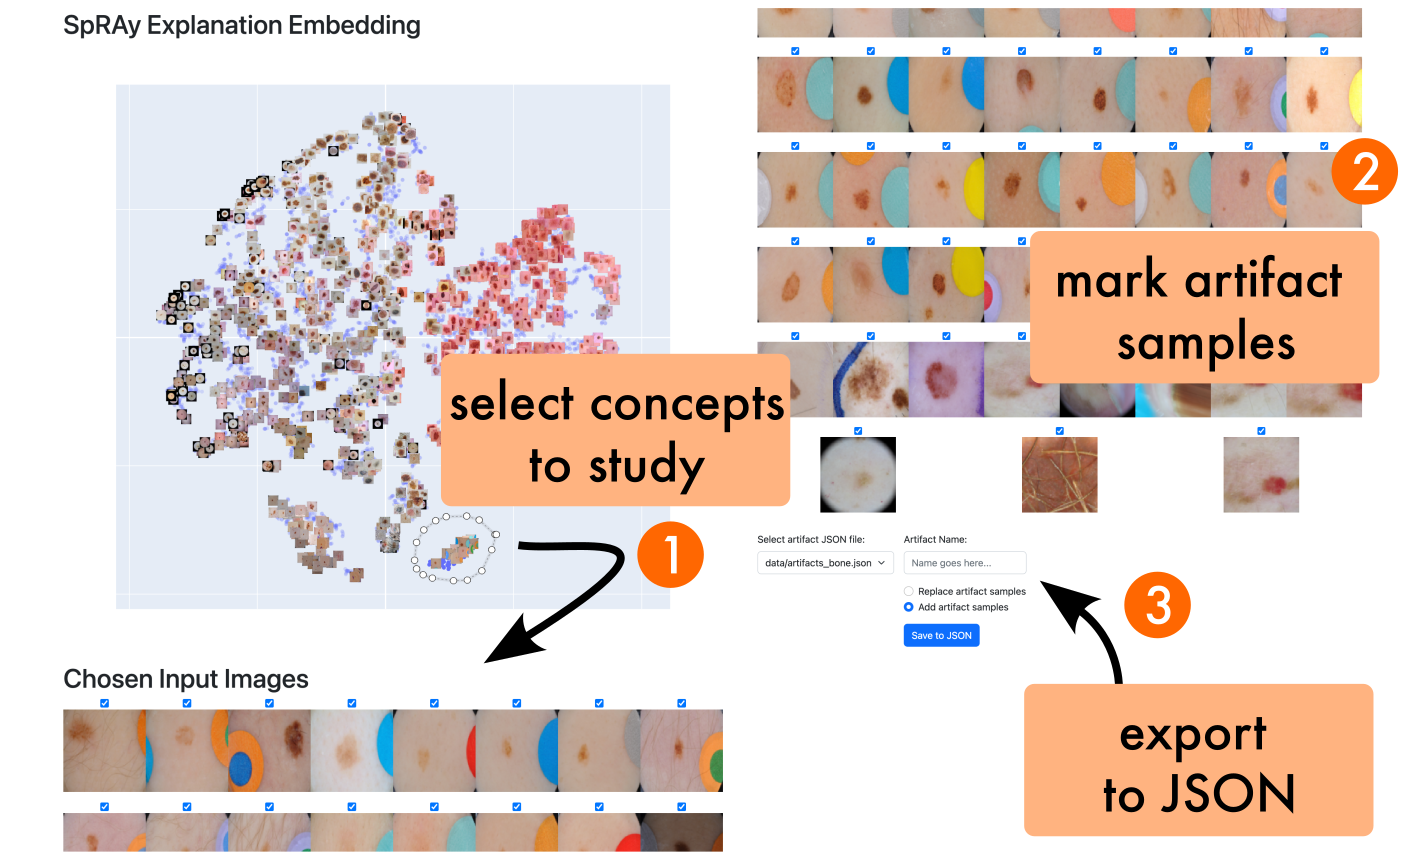 SpRAy Explanation Embedding
select concepts
to study
1
Chosen Input Images
2
mark artifact
samples
Select artifact JSON file:
data/artifacts_bone.json
Artifact Name:
Name goes here...
Replace artifact samples
Add artifact samples
Save to JSON
3
export
to JSON